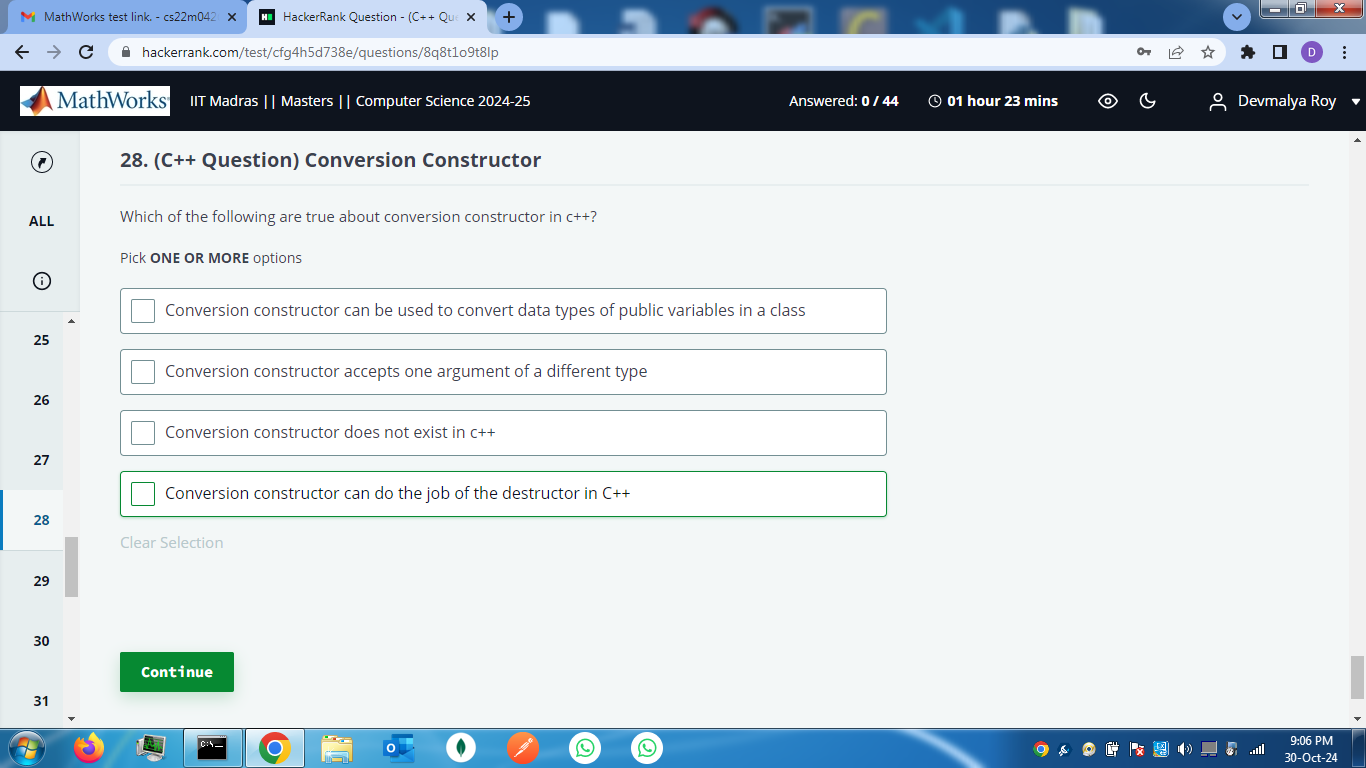 MathWorks test link. - cs22m042
HackerRank Question - (C++ Que
hackerrank.com/test/cfg4h5d738e/questions/8q8t1o9t8lp
D
MathWorks
IIT Madras || Masters || Computer Science 2024-25
Answered: 0 / 44
01 hour 23 mins
Devmalya Roy
ALL
25
26
27
28
29
30
31
28. (C++ Question) Conversion Constructor
Which of the following are true about conversion constructor in c++?
Pick ONE OR MORE options
Conversion constructor can be used to convert data types of public variables in a class
Conversion constructor accepts one argument of a different type
Conversion constructor does not exist in c++
Conversion constructor can do the job of the destructor in C++
Clear Selection
Continue
9:06 PM
30-Oct-24